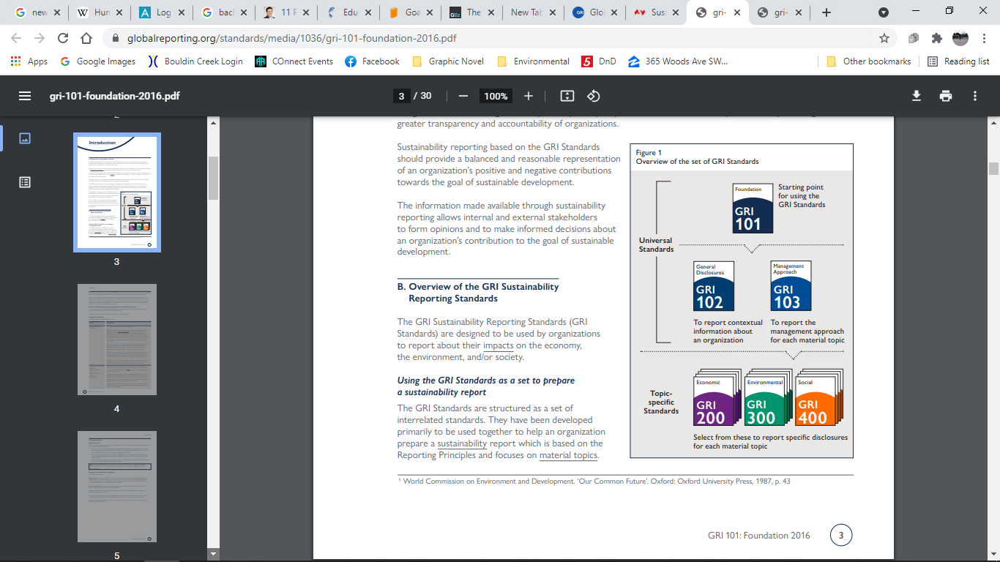 new
Hun
Log
bacl
11 F
Edu
Goa
The
New Tab
Glo
Sus
gri-
gri-
globalreporting.org/standards/media/1036/gri-101-foundation-2016.pdf
Apps Google Images Bouldin Creek Login COnnect Events Facebook Graphic Novel Environmental DnD 365 Woods Ave SW... Other bookmarks Reading list
gri-101-foundation-2016.pdf 3 / 30 100%
Introduction
3
4
5
greater transparency and accountability of organizations.
Sustainability reporting based on the GRI Standards
should provide a balanced and reasonable representation
of an organization's positive and negative contributions
towards the goal of sustainable development.
The information made available through sustainability
reporting allows internal and external stakeholders
to form opinions and to make informed decisions about
an organization's contribution to the goal of sustainable
development.
B. Overview of the GRI Sustainability
Reporting Standards
The GRI Sustainability Reporting Standards (GRI
Standards) are designed to be used by organizations
to report about their impacts on the economy,
the environment, and/or society.
Using the GRI Standards as a set to prepare
a sustainability report
The GRI Standards are structured as a set of
interrelated standards. They have been developed
primarily to be used together to help an organization
prepare a sustainability report which is based on the
Reporting Principles and focuses on material topics.
Figure 1
Overview of the set of GRI Standards
Universal
Standards
Foundation
GRI
101
Starting point
for using the
GRI Standards
General
Disclosures
GRI
102
To report contextual
information about
an organization
Management
Approach
GRI
103
To report the
management approach
for each material topic
Topic-
specific
Standards
Economic
GRI
200
Environmental
GRI
300
Social
GRI
400
Select from these to report specific disclosures
for each material topic
1 World Commission on Environment and Development. 'Our Common Future'. Oxford: Oxford University Press, 1987, p. 43
GRI 101: Foundation 2016 3